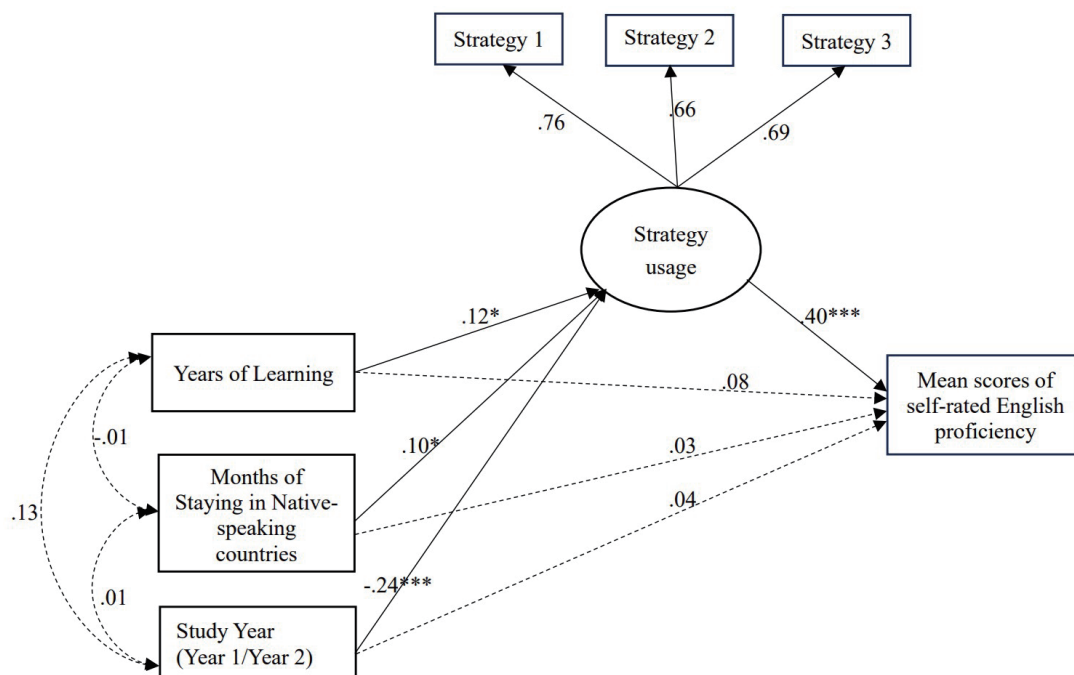 Strategy 1
Strategy 2
Strategy 3
.76
.66
.69
Strategy
usage
.12*
.40***
Years of Learning
.08
Mean scores of
self-rated English
proficiency
-.01
.10*
.03
Months of
Staying in Native-
speaking
countries
.04
.13
-.24***
.01
Study Year
(Year 1/Year 2)